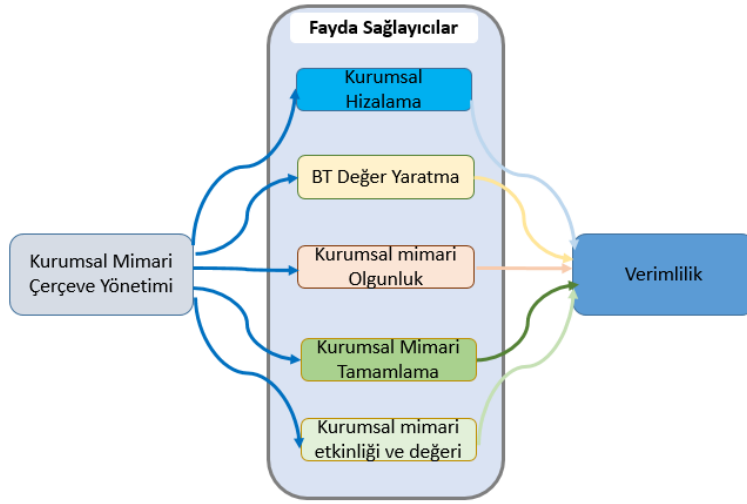 Fayda Sağlayıcılar
Kurumsal
Hizalama
BT Değer Yaratma
Kurumsal Mimari
Çerçeve Yönetimi
Kurumsal mimari
Olgunluk
Verimlilik
Kurumsal Mimari
Tamamlama
Kurumsal mimari
etkinliği ve değeri